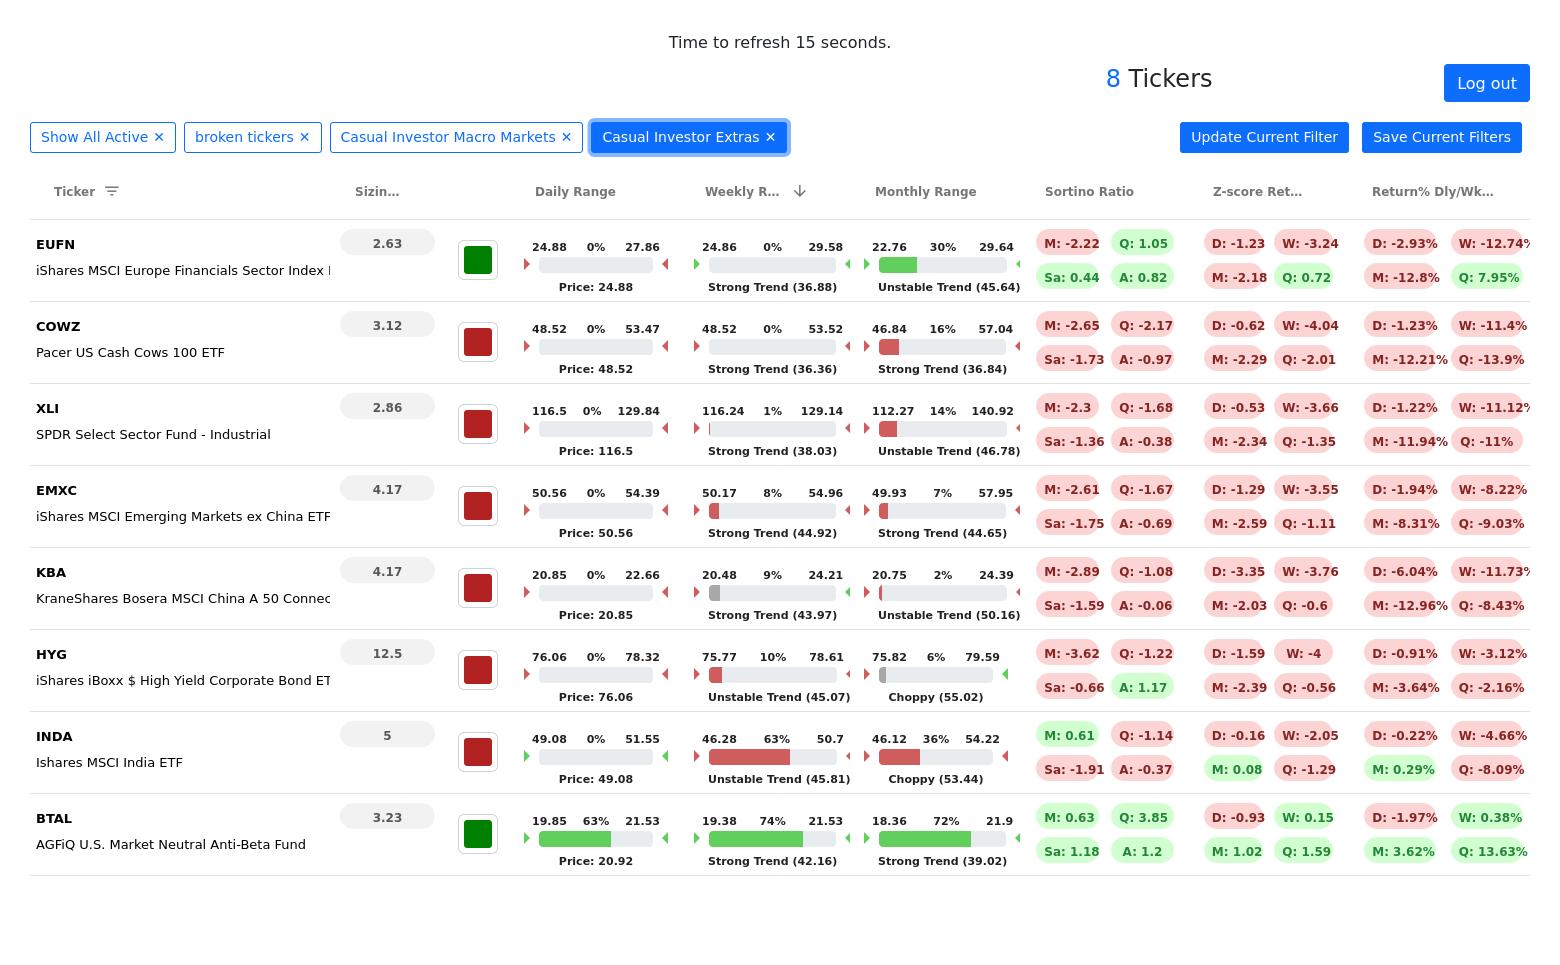 Time to refresh 15 seconds.
8 Tickers
Log out
Show All Active ✕ broken tickers ✕ Casual Investor Macro Markets ✕ Casual Investor Extras ✕ Update Current Filter Save Current Filters
Ticker Sizin... Daily Range Weekly R... Monthly Range Sortino Ratio Z-score Ret... Return% Dly/Wk...
EUFN 2.63 24.88 0% 27.86 24.86 0% 29.58 22.76 30% 29.64 M: -2.22 Q: 1.05 D: -1.23 W: -3.24 D: -2.93% W: -12.74%
iShares MSCI Europe Financials Sector Index Sa: 0.44 A: 0.82 M: -2.18 Q: 0.72 M: -12.8% Q: 7.95%
Price: 24.88 Strong Trend (36.88) Unstable Trend (45.64)
COWZ 3.12 48.52 0% 53.47 48.52 0% 53.52 46.84 16% 57.04 M: -2.65 Q: -2.17 D: -0.62 W: -4.04 D: -1.23% W: -11.4%
Pacer US Cash Cows 100 ETF Sa: -1.73 A: -0.97 M: -2.29 Q: -2.01 M: -12.21% Q: -13.9%
Price: 48.52 Strong Trend (36.36) Strong Trend (36.84)
XLI 2.86 116.5 0% 129.84 116.24 1% 129.14 112.27 14% 140.92 M: -2.3 Q: -1.68 D: -0.53 W: -3.66 D: -1.22% W: -11.12%
SPDR Select Sector Fund - Industrial Sa: -1.36 A: -0.38 M: -2.34 Q: -1.35 M: -11.94% Q: -11%
Price: 116.5 Strong Trend (38.03) Unstable Trend (46.78)
EMXC 4.17 50.56 0% 54.39 50.17 8% 54.96 49.93 7% 57.95 M: -2.61 Q: -1.67 D: -1.29 W: -3.55 D: -1.94% W: -8.22%
iShares MSCI Emerging Markets ex China ETF Sa: -1.75 A: -0.69 M: -2.59 Q: -1.11 M: -8.31% Q: -9.03%
Price: 50.56 Strong Trend (44.92) Strong Trend (44.65)
KBA 4.17 20.85 0% 22.66 20.48 9% 24.21 20.75 2% 24.39 M: -2.89 Q: -1.08 D: -3.35 W: -3.76 D: -6.04% W: -11.73%
KraneShares Bosera MSCI China A 50 Connec Sa: -1.59 A: -0.06 M: -2.03 Q: -0.6 M: -12.96% Q: -8.43%
Price: 20.85 Strong Trend (43.97) Unstable Trend (50.16)
HYG 12.5 76.06 0% 78.32 75.77 10% 78.61 75.82 6% 79.59 M: -3.62 Q: -1.22 D: -1.59 W: -4 D: -0.91% W: -3.12%
iShares iBoxx $ High Yield Corporate Bond ET Sa: -0.66 A: 1.17 M: -2.39 Q: -0.56 M: -3.64% Q: -2.16%
Price: 76.06 Unstable Trend (45.07) Choppy (55.02)
INDA 5 49.08 0% 51.55 46.28 63% 50.7 46.12 36% 54.22 M: 0.61 Q: -1.14 D: -0.16 W: -2.05 D: -0.22% W: -4.66%
Ishares MSCI India ETF Sa: -1.91 A: -0.37 M: 0.08 Q: -1.29 M: 0.29% Q: -8.09%
Price: 49.08 Unstable Trend (45.81) Choppy (53.44)
BTAL 3.23 19.85 63% 21.53 19.38 74% 21.53 18.36 72% 21.9 M: 0.63 Q: 3.85 D: -0.93 W: 0.15 D: -1.97% W: 0.38%
AGFiQ U.S. Market Neutral Anti-Beta Fund Sa: 1.18 A: 1.2 M: 1.02 Q: 1.59 M: 3.62% Q: 13.63%
Price: 20.92 Strong Trend (42.16) Strong Trend (39.02)